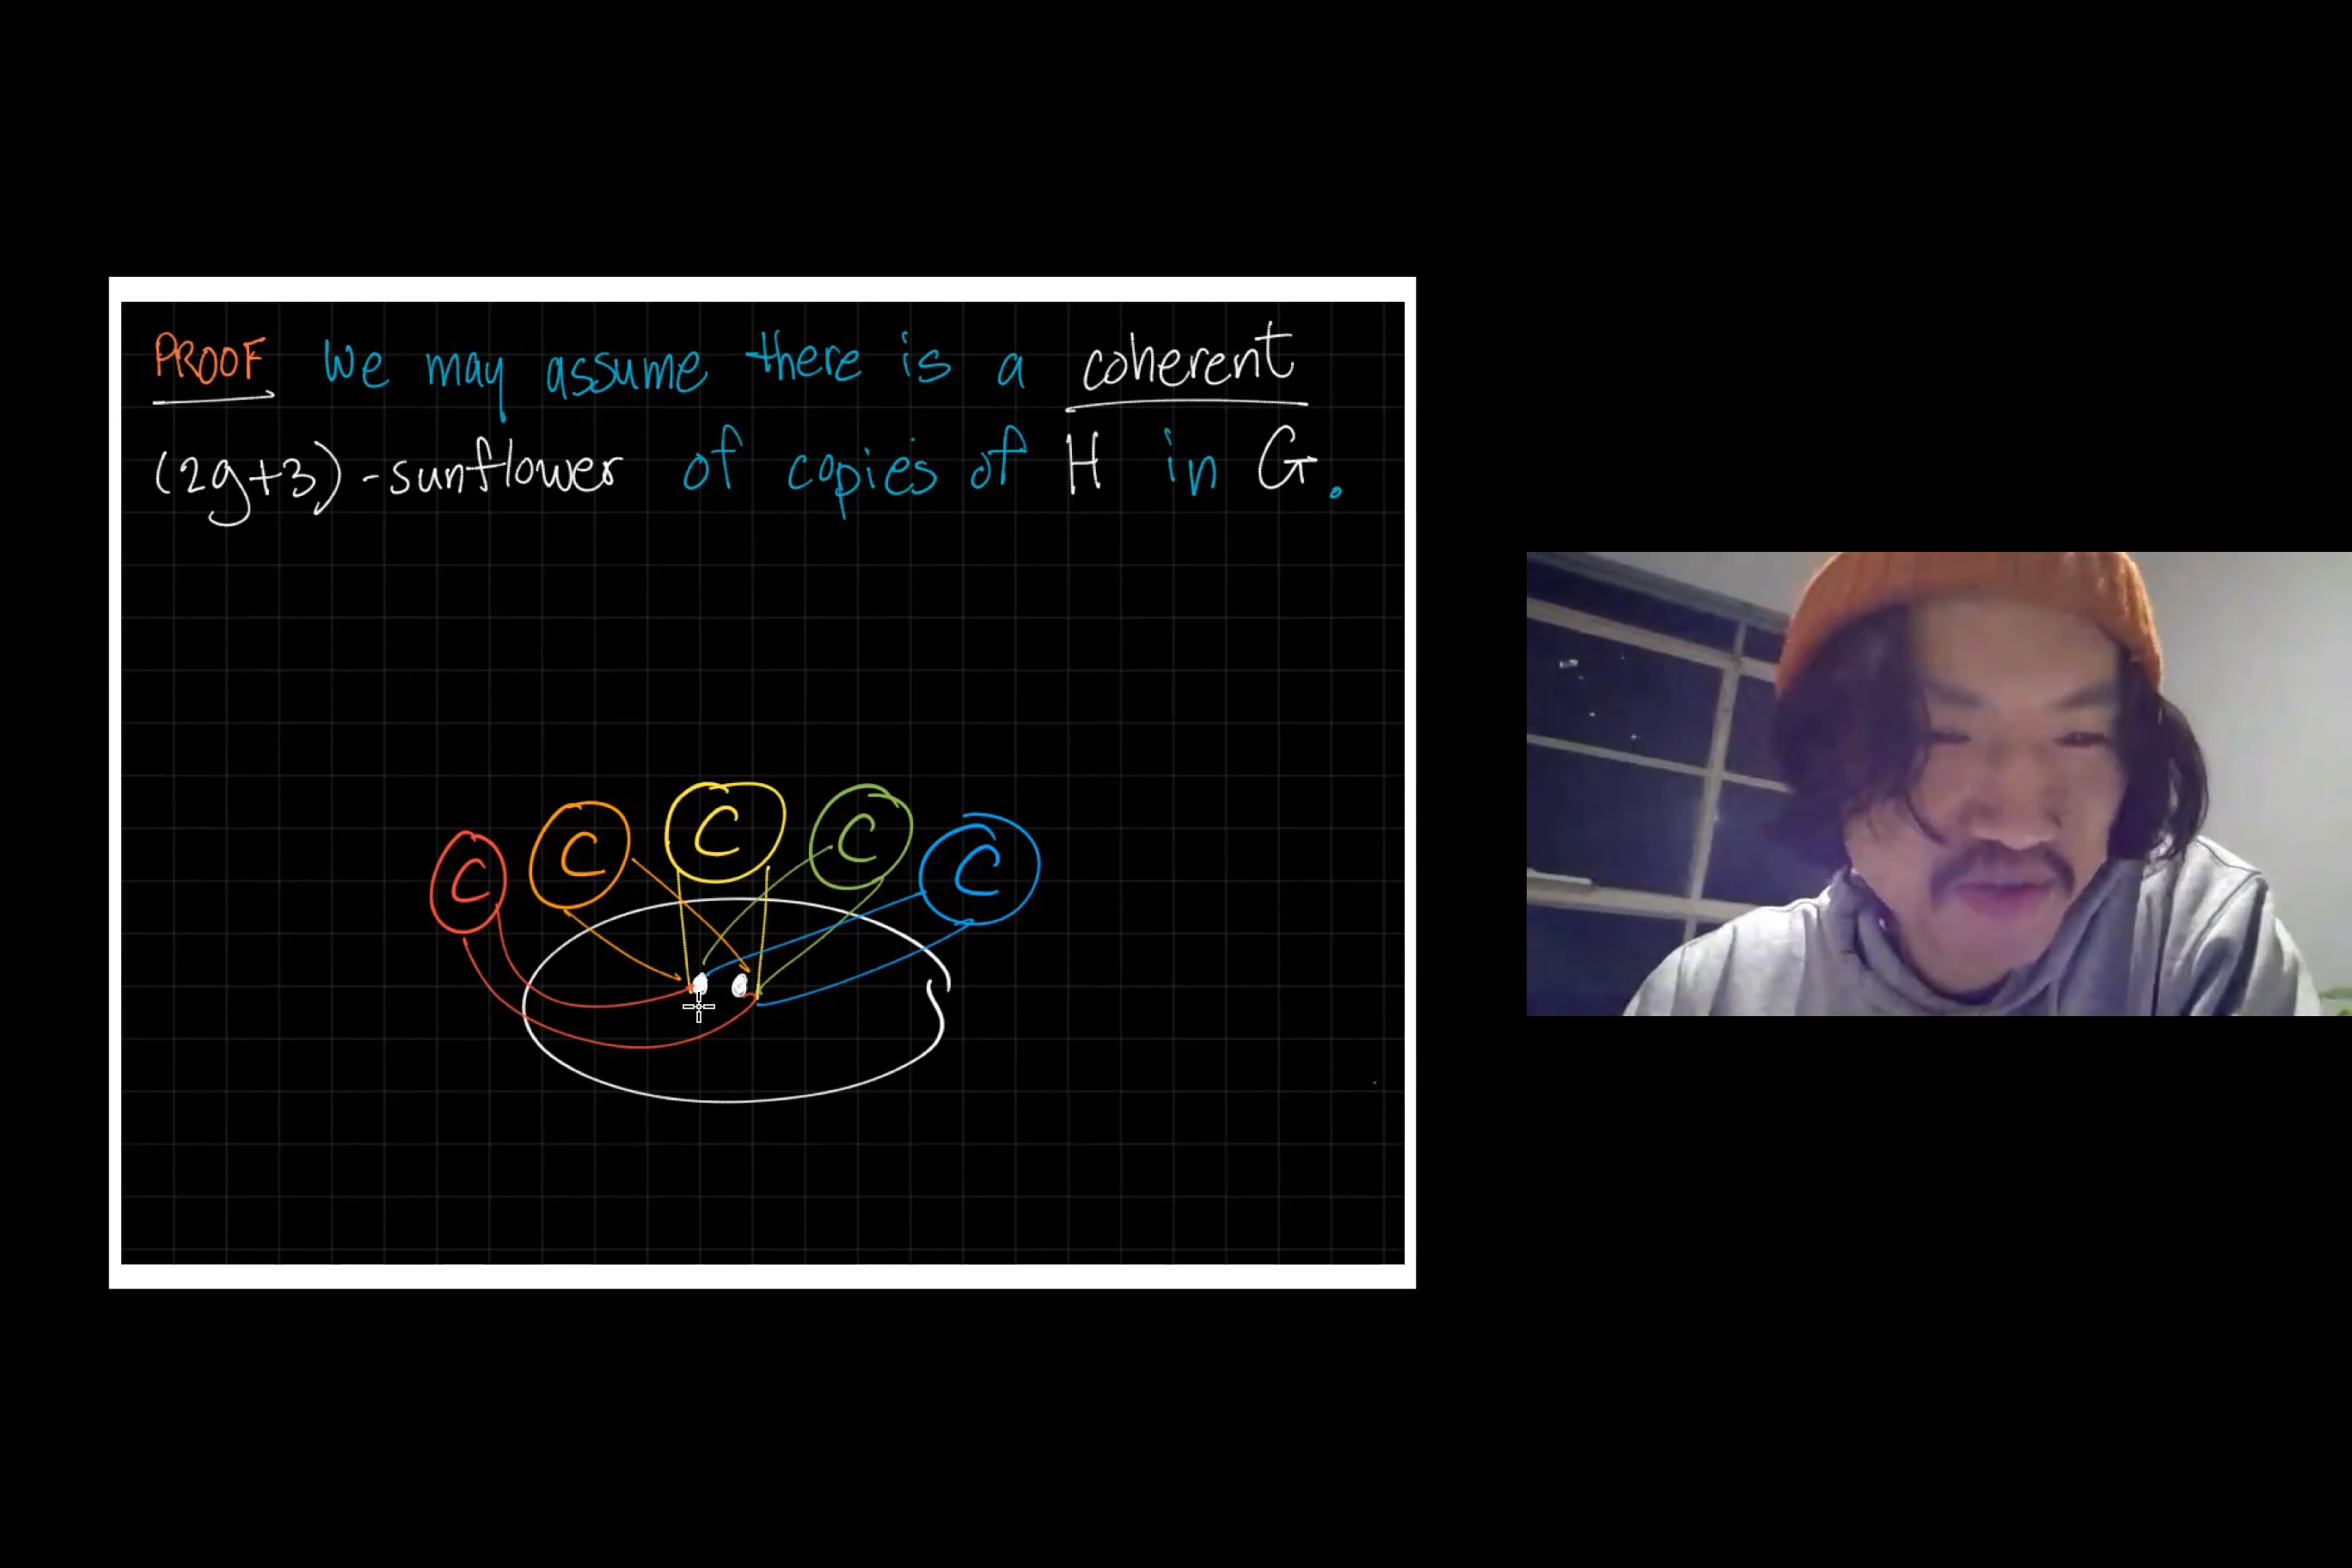 PROOF We may assume there is a coherent
(2g+3)-sunflower of copies of H in G.
C C C C C